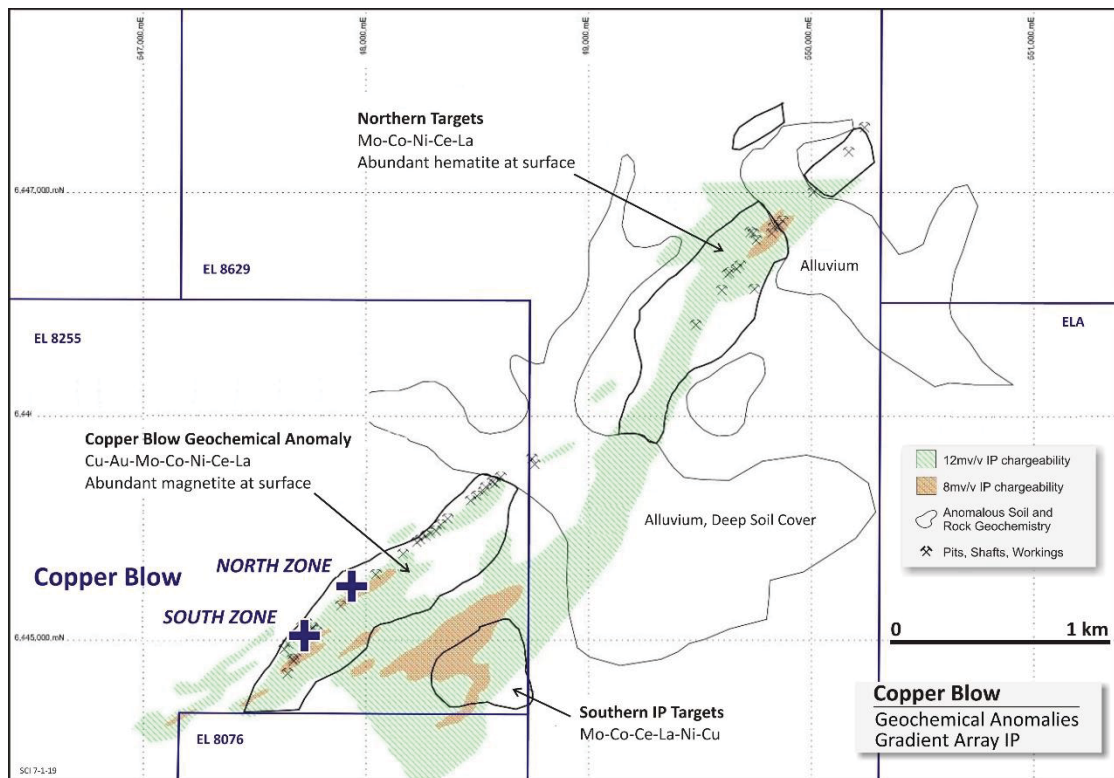 647,000.mE
48,000.mE
49,000.mE
650,000.mE
651,000.mE
Northern Targets
Mo-Co-Ni-Ce-La
Abundant hematite at surface
6,447,000.mN
EL 8629
Alluvium
EL 8255
ELA
6,44
Copper Blow Geochemical Anomaly
Cu-Au-Mo-Co-Ni-Ce-La
Abundant magnetite at surface
12mv/v IP chargeability
8mv/v IP chargeability
Anomalous Soil and
Rock Geochemistry
Pits, Shafts, Workings
Alluvium, Deep Soil Cover
NORTH ZONE
Copper Blow
SOUTH ZONE
6,445,000.mN
0 1 km
Copper Blow
Geochemical Anomalies
Gradient Array IP
Southern IP Targets
Mo-Co-Ce-La-Ni-Cu
EL 8076
SCI 7-1-19